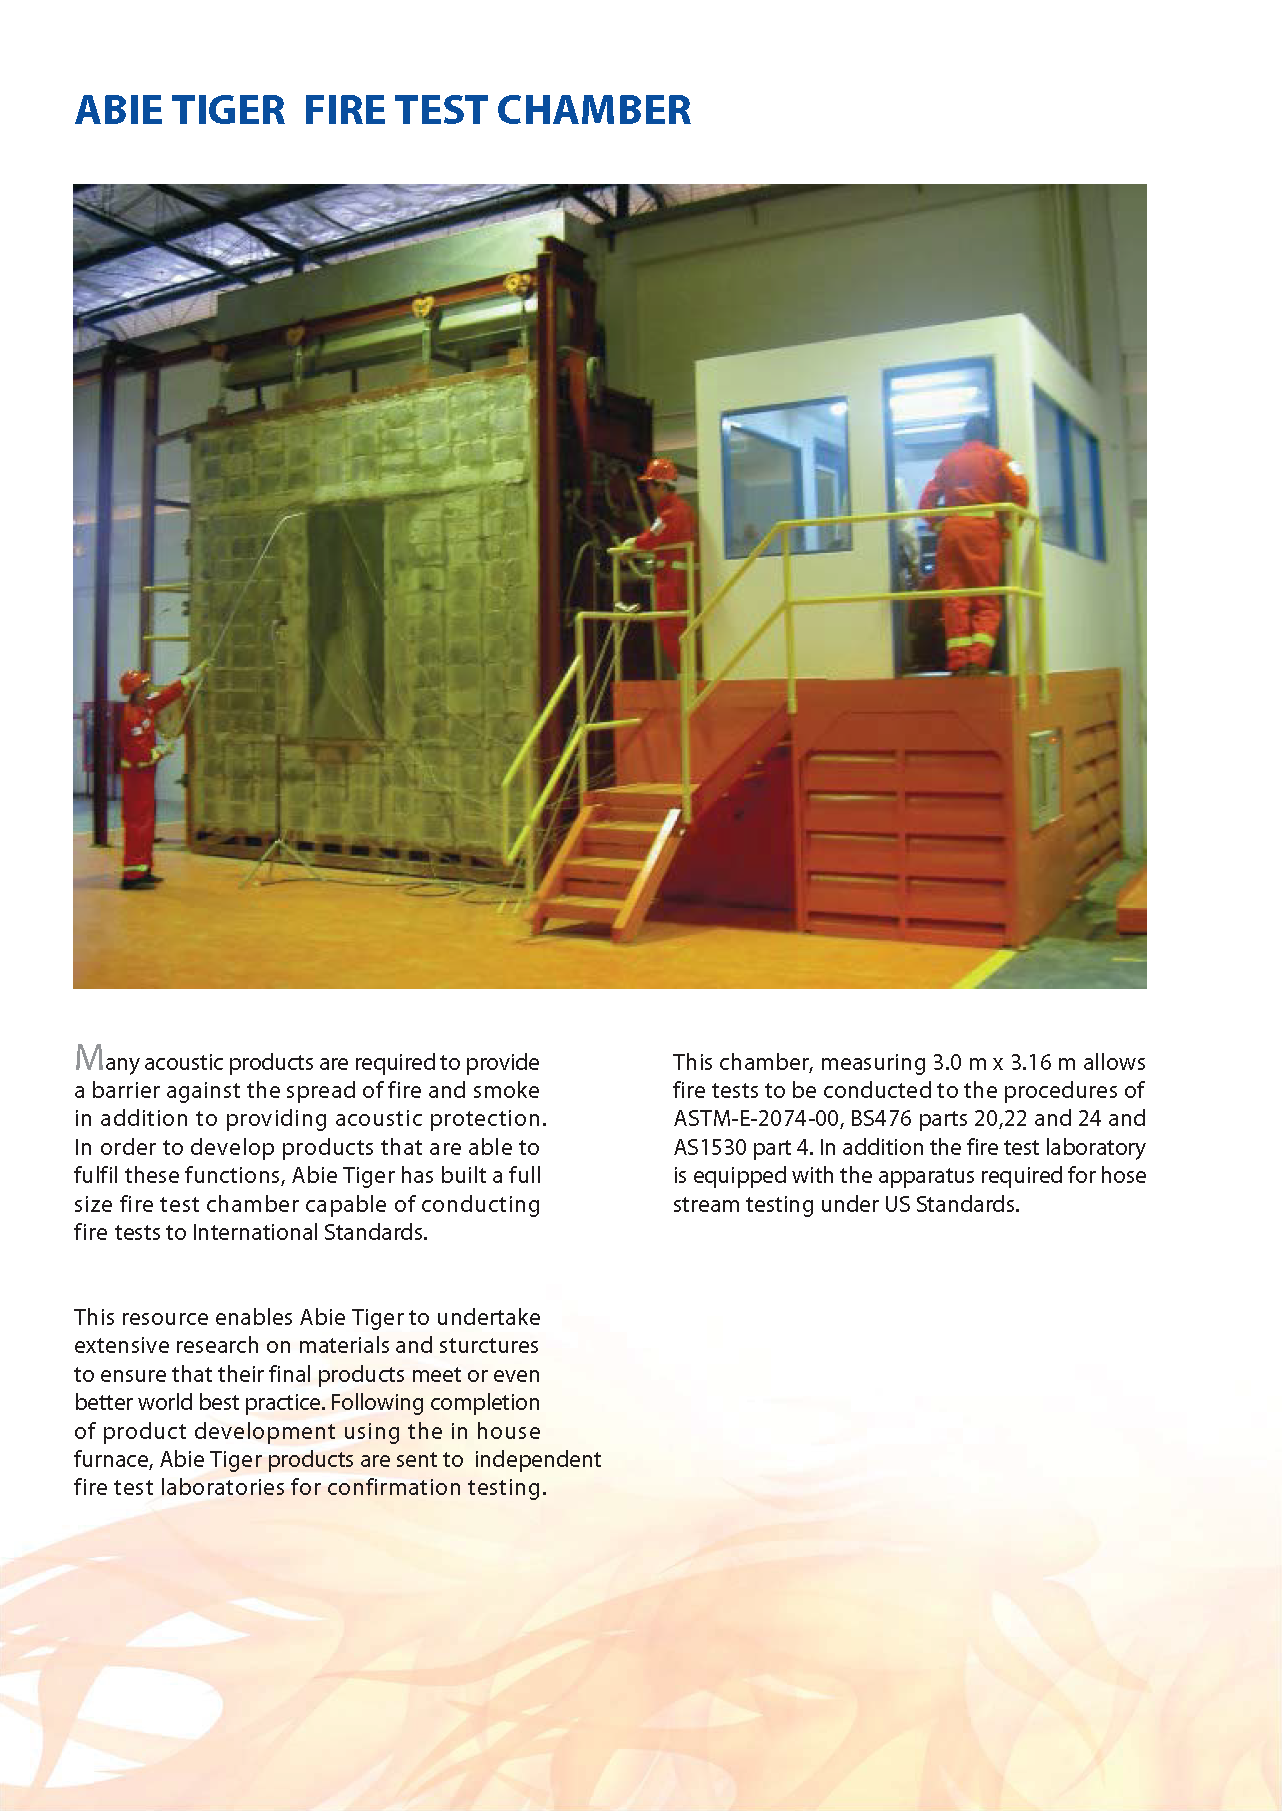 ABIE TIGER  FIRE TEST CHAMBER
Many acoustic products are required to provide
a barrier against the spread of fire and smoke
in addition to providing acoustic protection.
In order to develop products that are able to
fulfil these functions, Abie Tiger has built a full
size fire test chamber capable of conducting
fire tests to International Standards.
This resource enables Abie Tiger to undertake
extensive research on materials and sturctures
to ensure that their final products meet or even
better world best practice. Following completion
of product development using the in house
furnace, Abie Tiger products are sent to  independent
fire test laboratories for confirmation testing.
This chamber, measuring 3.0 m x 3.16 m allows
fire tests to be conducted to the procedures of
ASTM-E-2074-00, BS476 parts 20,22 and 24 and
AS1530 part 4. In addition the fire test laboratory
is equipped with the apparatus required for hose
stream testing under US Standards.